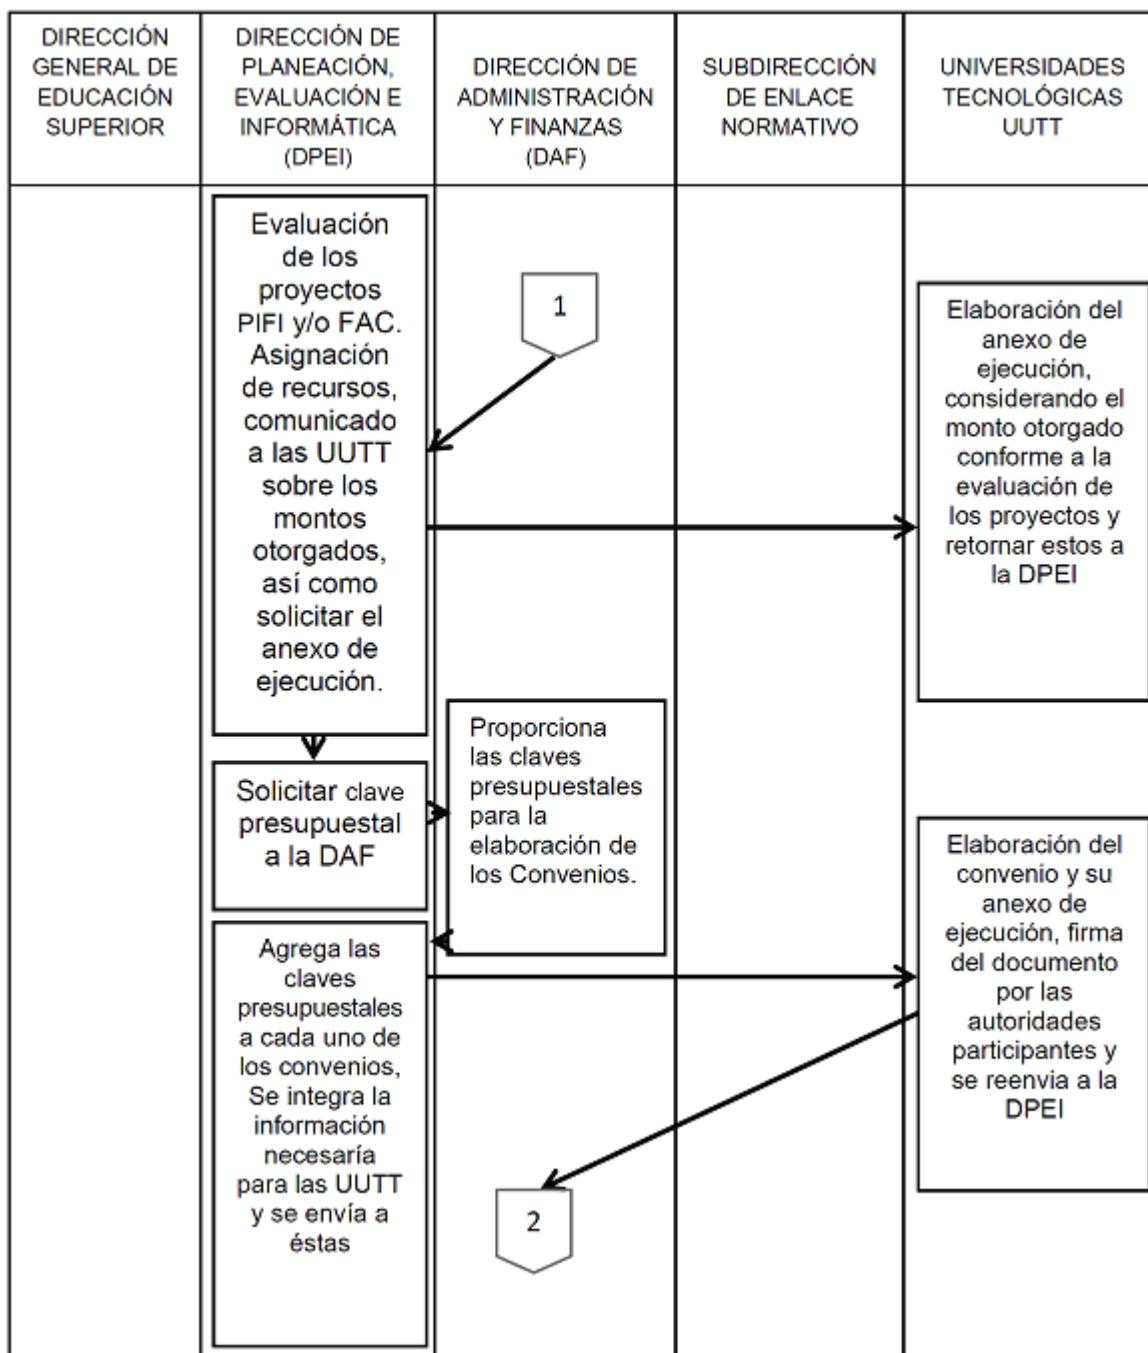 DIRECCIÓN
GENERAL DE
EDUCACIÓN
SUPERIOR
DIRECCIÓN DE
PLANEACIÓN,
EVALUACIÓN E
INFORMÁTICA
(DPEI)
DIRECCIÓN DE
ADMINISTRACIÓN
Y FINANZAS
(DAF)
SUBDIRECCIÓN
DE ENLACE
NORMATIVO
UNIVERSIDADES
TECNOLÓGICAS
UUTT
Evaluación
de los
proyectos
PIFI y/o FAC.
Asignación
de recursos,
comunicado
a las UUTT
sobre los
montos
otorgados,
así como
solicitar el
anexo de
ejecución.
1
Elaboración del
anexo de
ejecución,
considerando el
monto otorgado
conforme a la
evaluación de
los proyectos y
retornar estos a
la DPEI
Solicitar clave
presupuestal
a la DAF
Proporciona
las claves
presupuestales
para la
elaboración de
los Convenios.
Agrega las
claves
presupuestales
a cada uno de
los convenios,
Se integra la
información
necesaría
para las UUTT
y se envía a
éstas
Elaboración del
convenio y su
anexo de
ejecución, firma
del documento
por las
autoridades
participantes y
se reenvia a la
DPEI
2